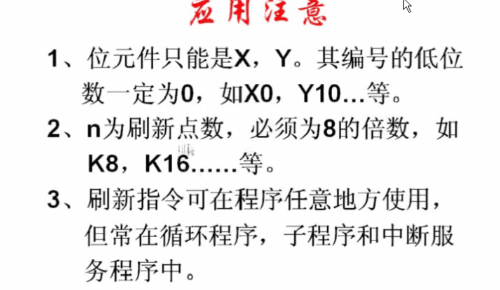 应用注意
1、位元件只能是X，Y。其编号的低位
数一定为0，如X0，Y10…等。
2、n为刷新点数，必须为8的倍数，如
K8，K16……等。
3、刷新指令可在程序任意地方使用，
但常在循环程序，子程序和中断服
务程序中。